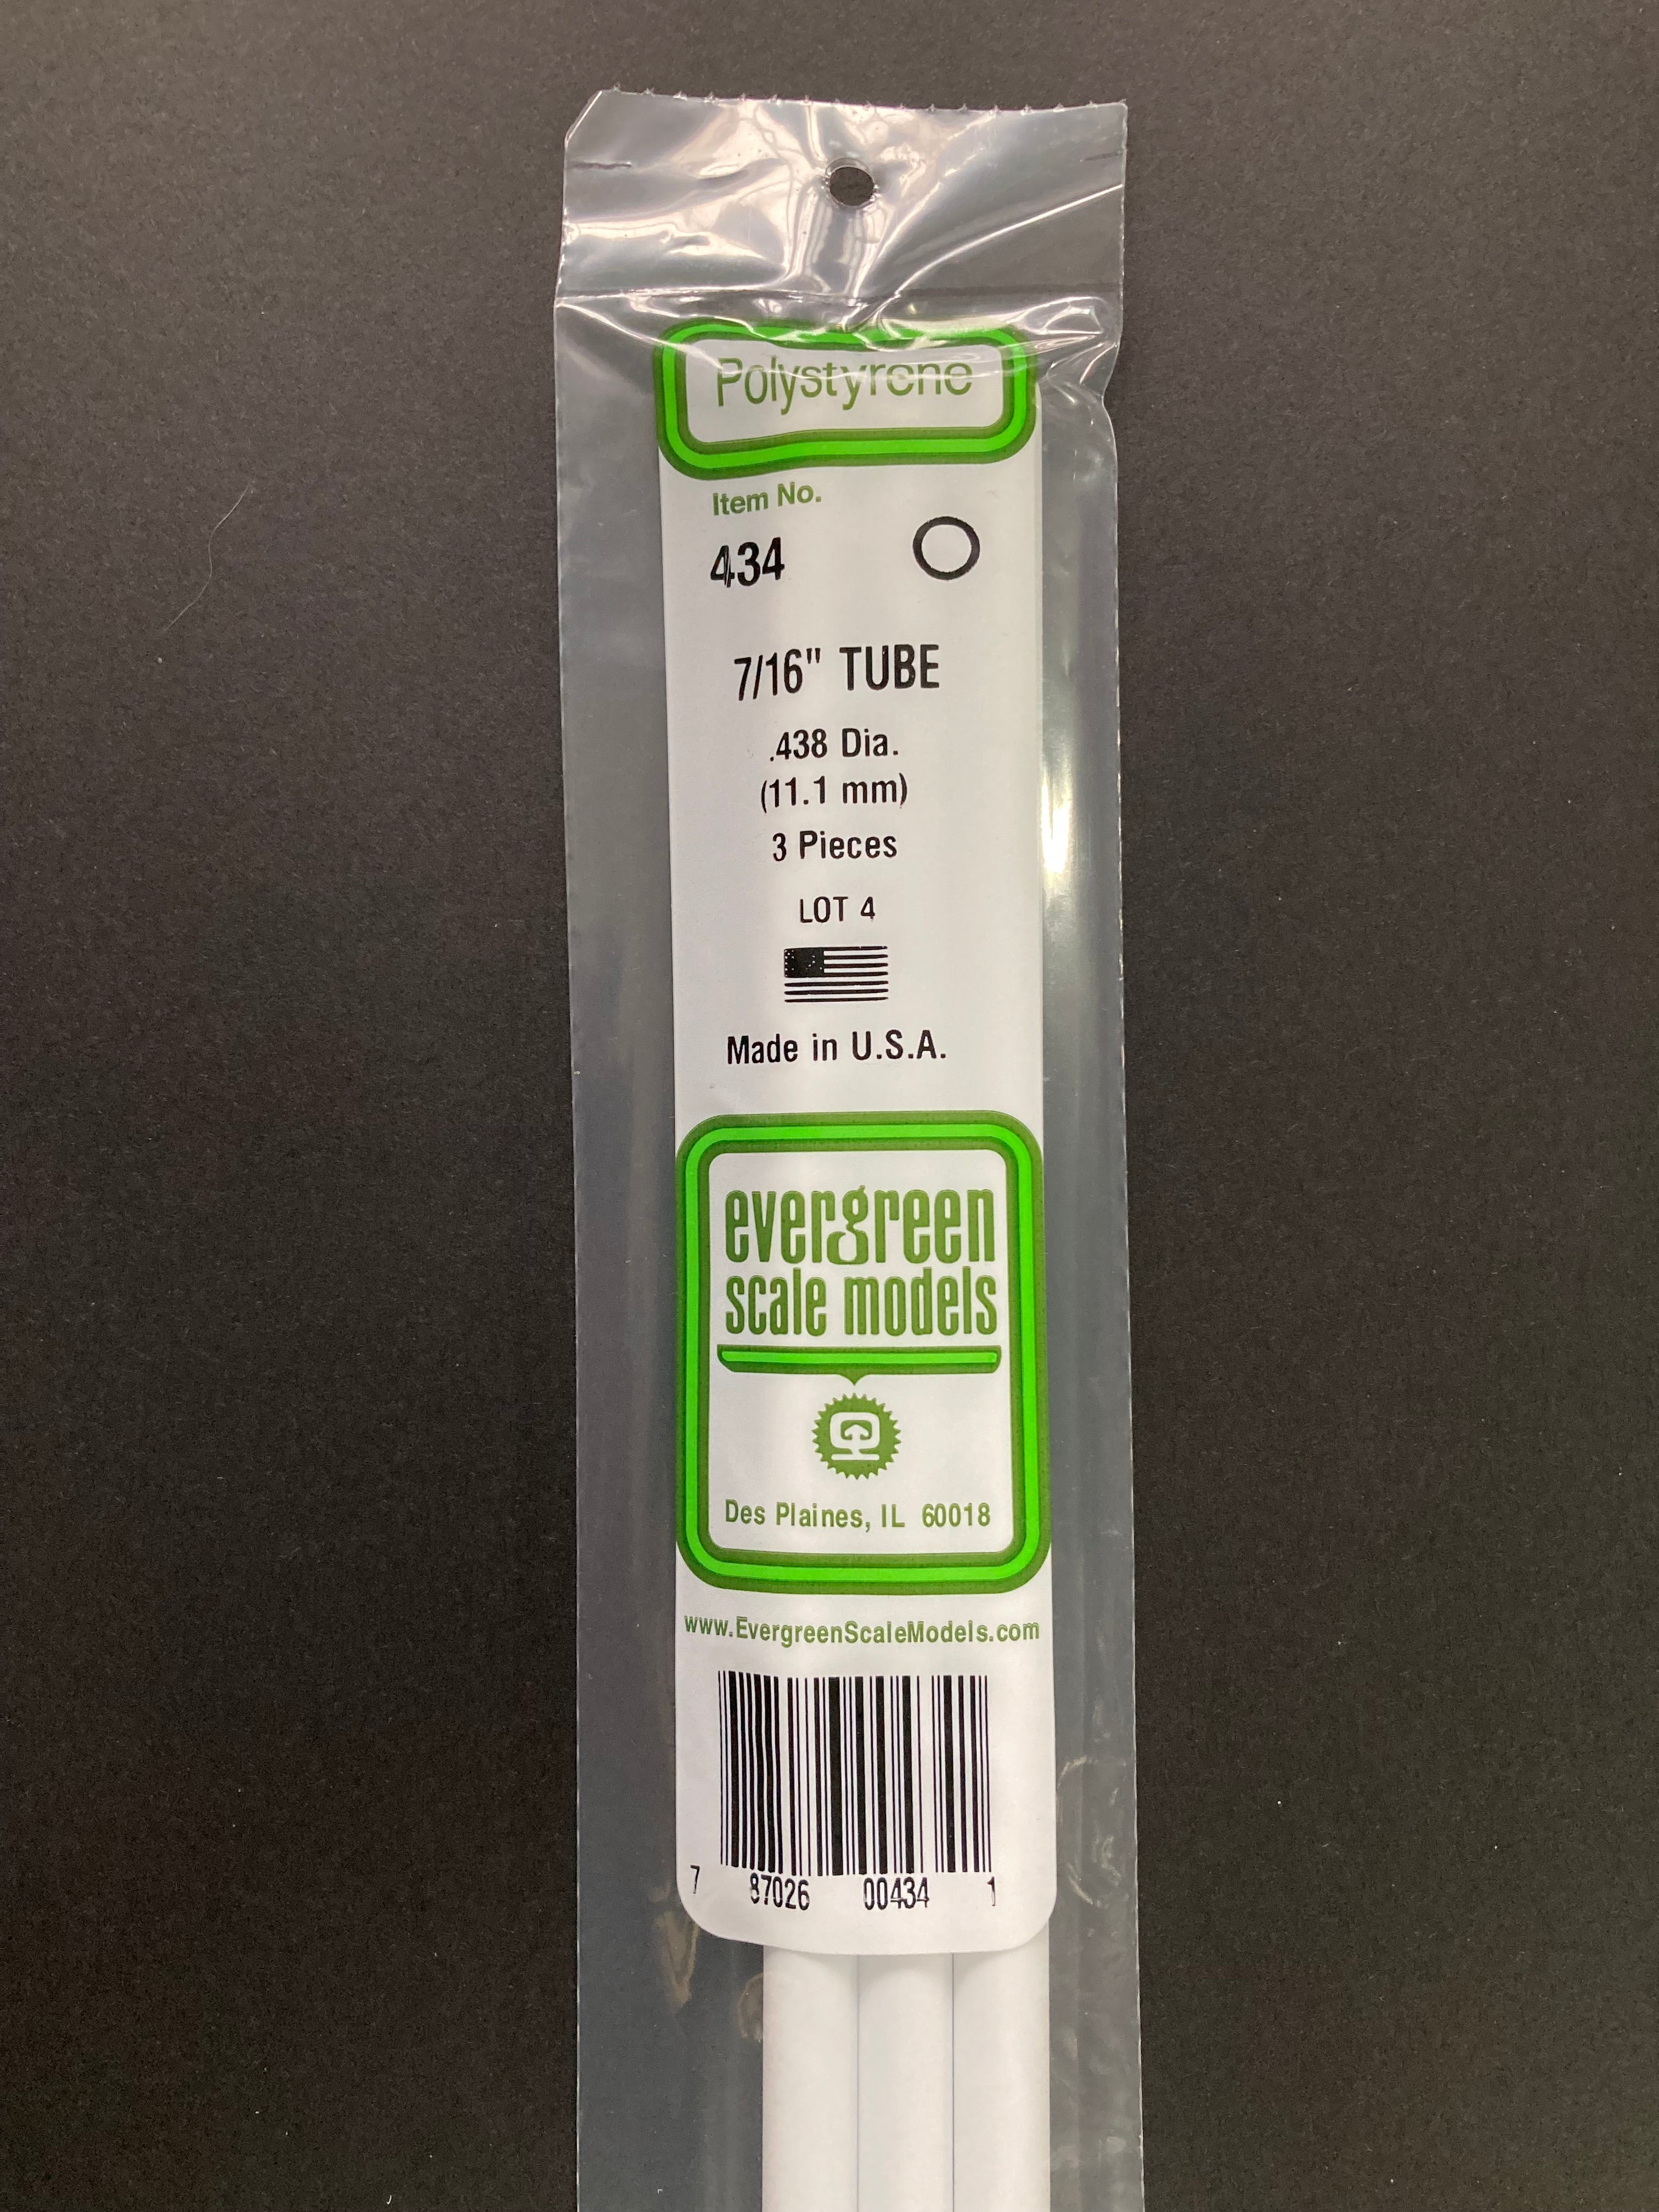 Polystyrene
Item No.
434
7/16" TUBE
.438 Dia.
(11.1 mm)
3 Pieces
LOT 4
Made in U.S.A.
evergreen
scale models
Des Plaines, IL 60018
www.EvergreenScaleModels.com
7 87026 00434 1